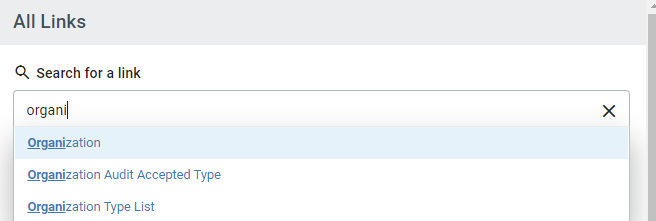 All Links
Search for a link
organi
Organization
Organization Audit Accepted Type
Organization Type List